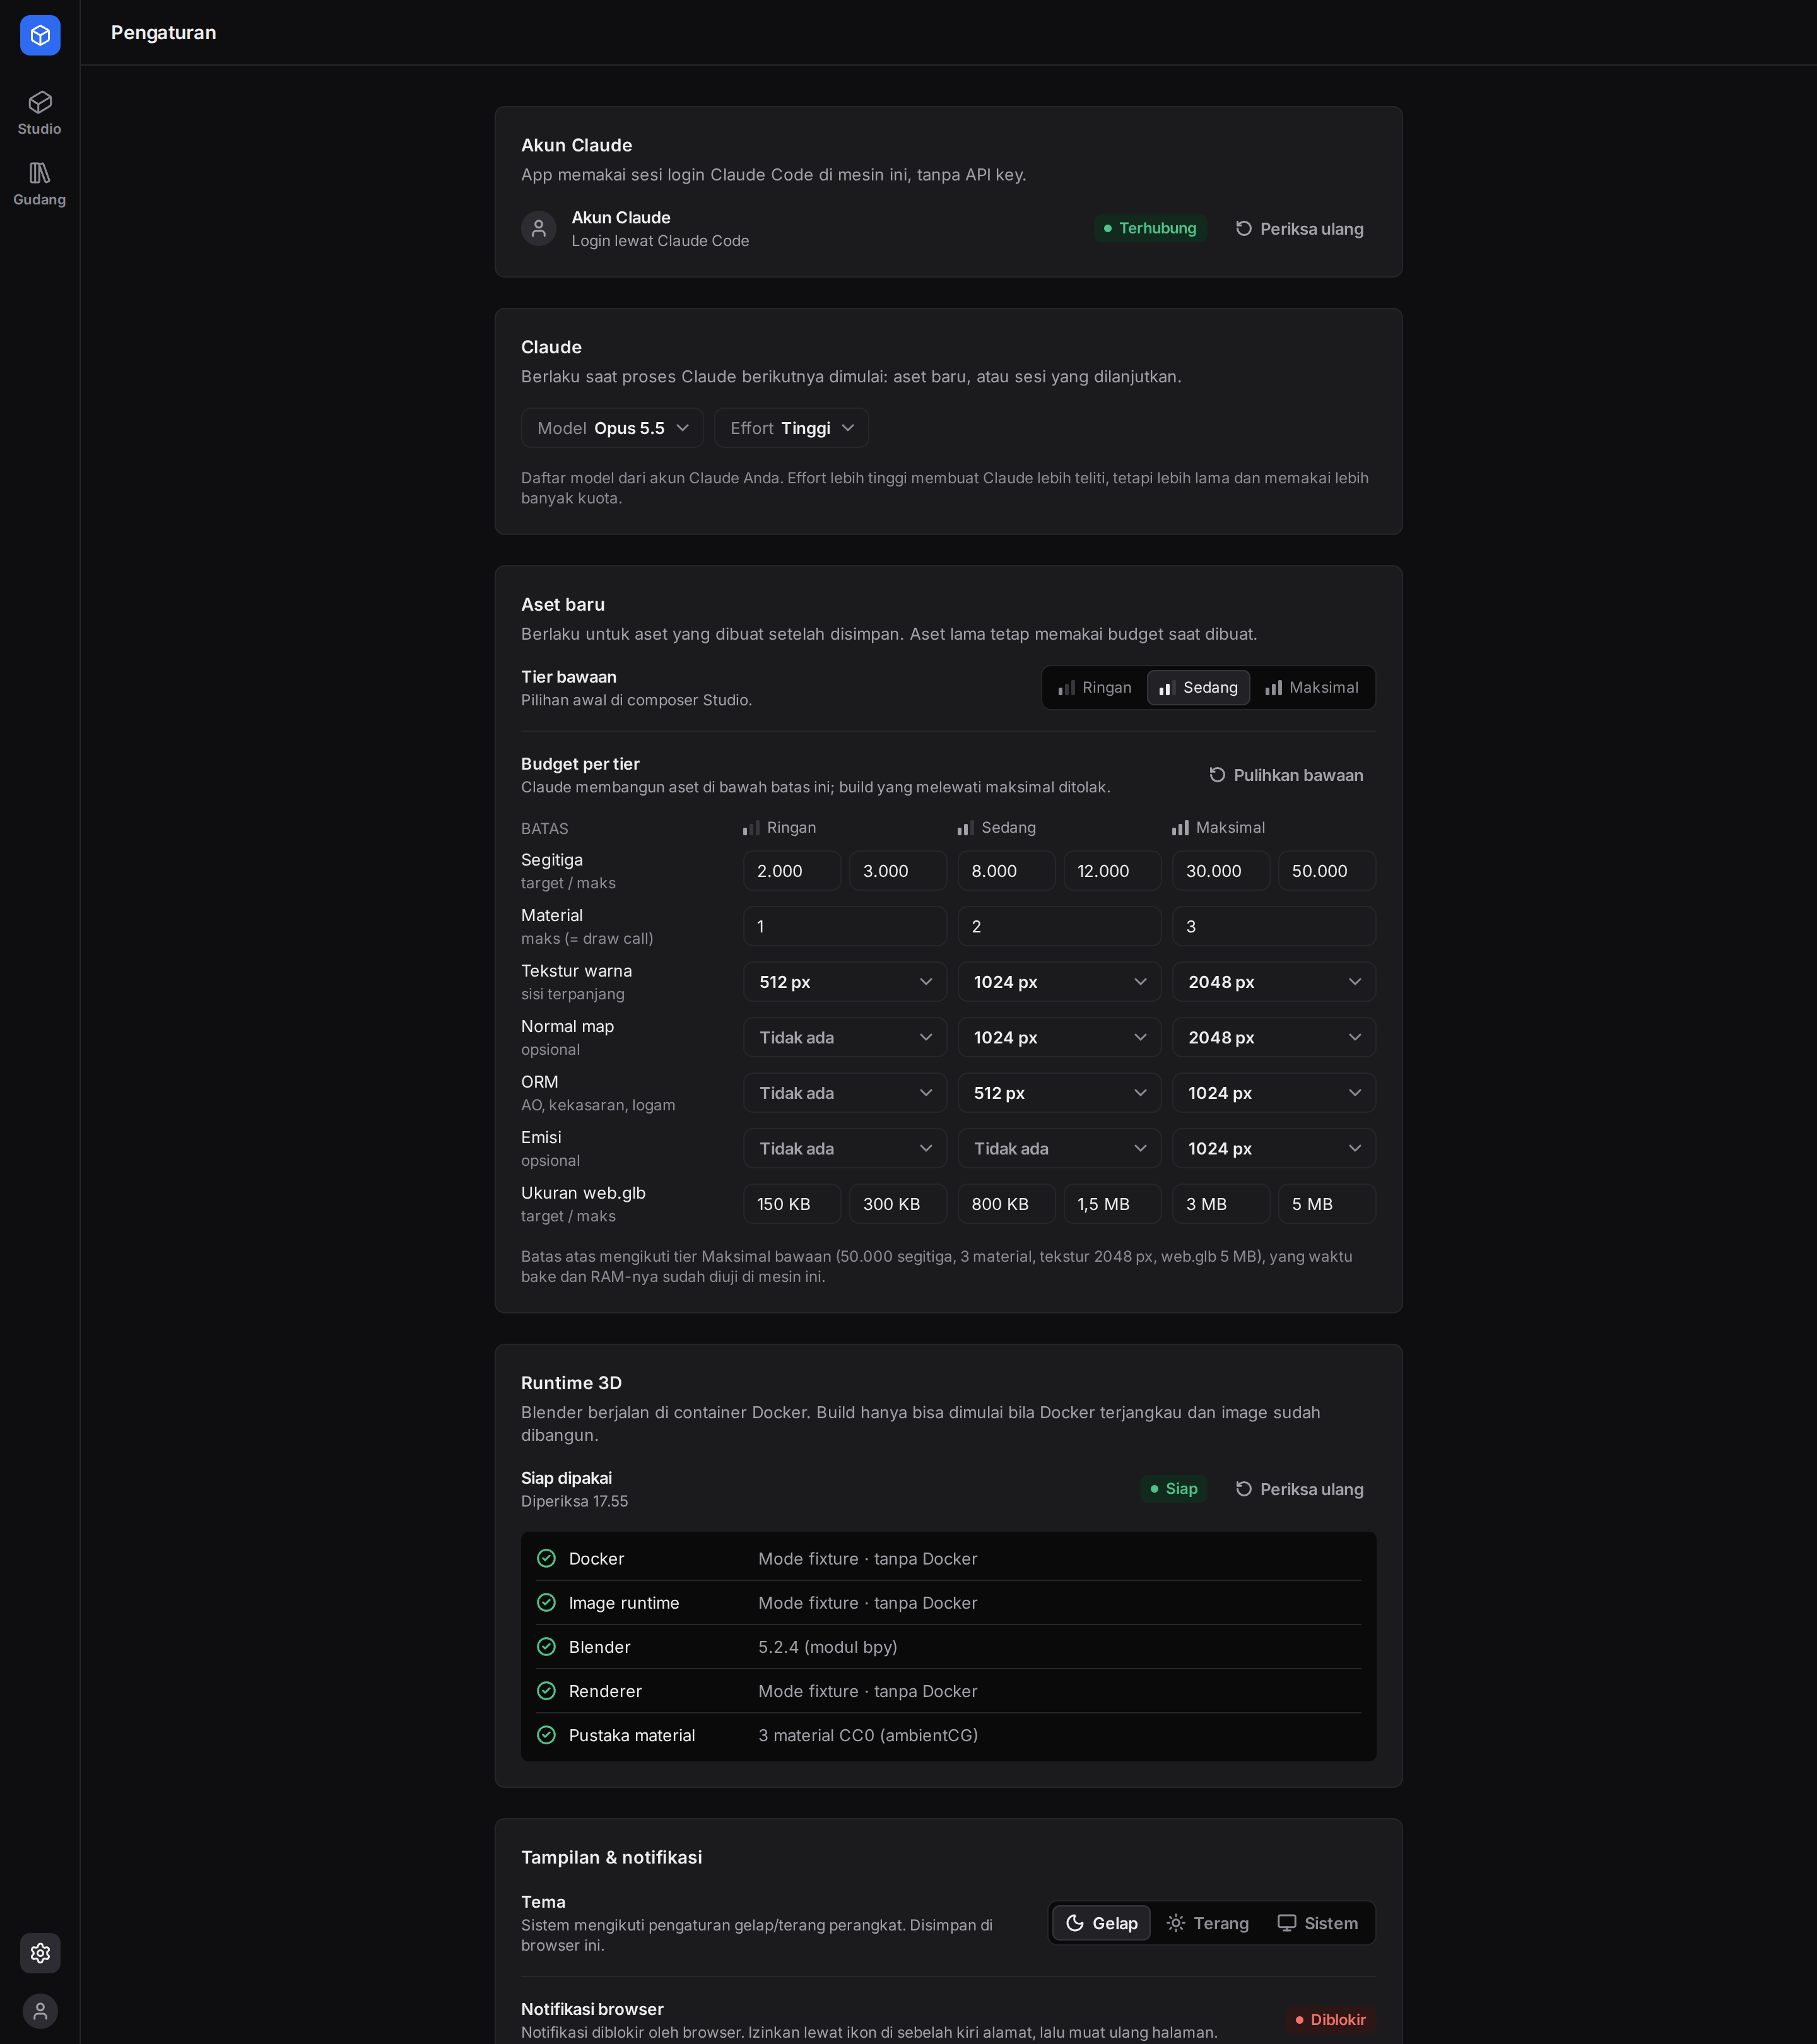 Pengaturan
Studio
Gudang
Akun Claude
App memakai sesi login Claude Code di mesin ini, tanpa API key.
Akun Claude
Login lewat Claude Code
Terhubung
Periksa ulang
Claude
Berlaku saat proses Claude berikutnya dimulai: aset baru, atau sesi yang dilanjutkan.
Model Opus 5.5
Effort Tinggi
Daftar model dari akun Claude Anda. Effort lebih tinggi membuat Claude lebih teliti, tetapi lebih lama dan memakai lebih
banyak kuota.
Aset baru
Berlaku untuk aset yang dibuat setelah disimpan. Aset lama tetap memakai budget saat dibuat.
Tier bawaan
Pilihan awal di composer Studio.
Ringan Sedang Maksimal
Budget per tier
Claude membangun aset di bawah batas ini; build yang melewati maksimal ditolak.
Pulihkan bawaan
BATAS Ringan Sedang Maksimal
Segitiga
target / maks
2.000 3.000 8.000 12.000 30.000 50.000
Material
maks (= draw call)
1 2 3
Tekstur warna
sisi terpanjang
512 px 1024 px 2048 px
Normal map
opsional
Tidak ada 1024 px 2048 px
ORM
AO, kekasaran, logam
Tidak ada 512 px 1024 px
Emisi
opsional
Tidak ada Tidak ada 1024 px
Ukuran web.glb
target / maks
150 KB 300 KB 800 KB 1,5 MB 3 MB 5 MB
Batas atas mengikuti tier Maksimal bawaan (50.000 segitiga, 3 material, tekstur 2048 px, web.glb 5 MB), yang waktu
bake dan RAM-nya sudah diuji di mesin ini.
Runtime 3D
Blender berjalan di container Docker. Build hanya bisa dimulai bila Docker terjangkau dan image sudah
dibangun.
Siap dipakai
Diperiksa 17.55
Siap
Periksa ulang
Docker Mode fixture · tanpa Docker
Image runtime Mode fixture · tanpa Docker
Blender 5.2.4 (modul bpy)
Renderer Mode fixture · tanpa Docker
Pustaka material 3 material CC0 (ambientCG)
Tampilan & notifikasi
Tema
Sistem mengikuti pengaturan gelap/terang perangkat. Disimpan di
browser ini.
Gelap Terang Sistem
Notifikasi browser
Notifikasi diblokir oleh browser. Izinkan lewat ikon di sebelah kiri alamat, lalu muat ulang halaman.
Diblokir